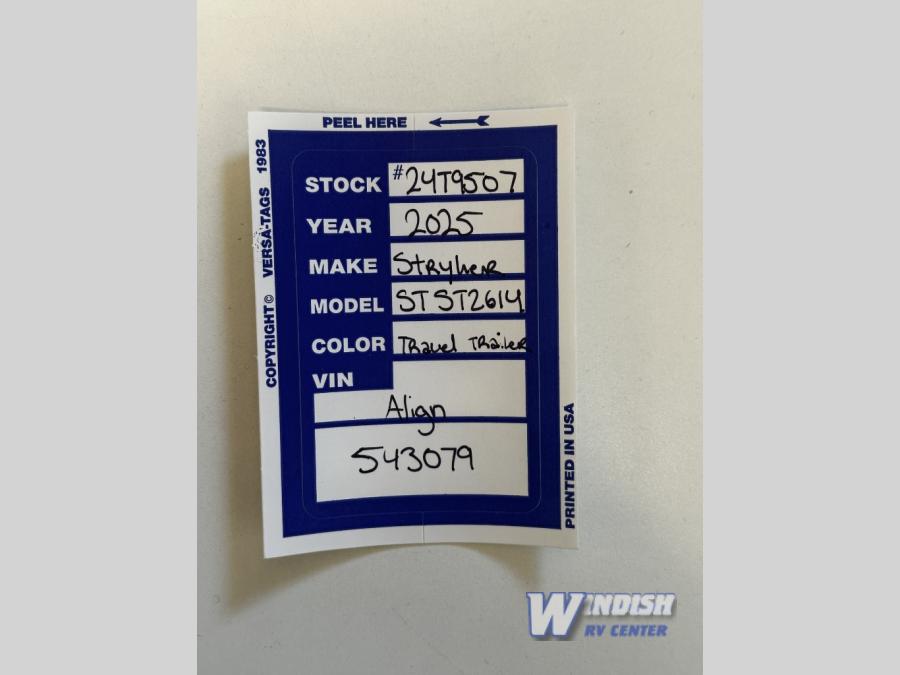 PEEL HERE
COPYRIGHT © VERSA-TAGS 1983
STOCK #24T9507
YEAR 2025
MAKE Stryker
MODEL STST2614
COLOR Travel Trailer
VIN
Align
543079
PRINTED IN USA
WINDISH
RV CENTER